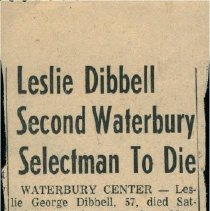 Leslie Dibbell
Second Waterbury
Selectman To Die
WATERBURY CENTER — Les-
lie George Dibbell, 57, died Sat-